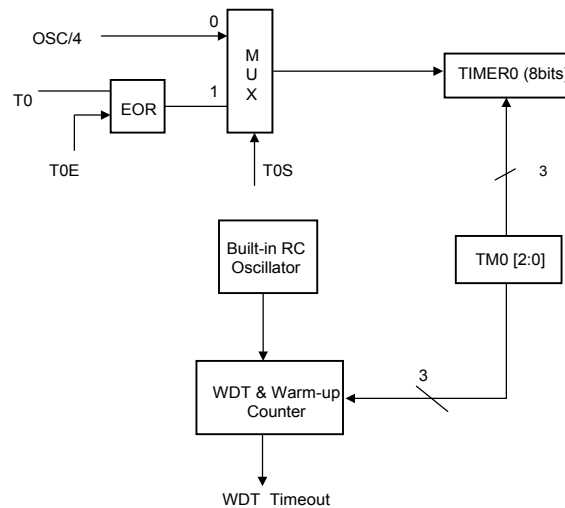 0
OSC/4
M
U
X
TIMER0 (8bits)
T0
EOR
1
T0E
T0S
3
Built-in RC
Oscillator
TM0 [2:0]
3
WDT & Warm-up
Counter
WDT Timeout